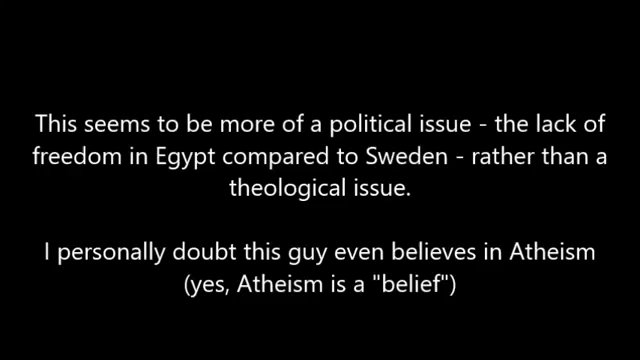 This seems to be more of a political issue - the lack of
freedom in Egypt compared to Sweden - rather than a
theological issue.
I personally doubt this guy even believes in Atheism
(yes, Atheism is a "belief")